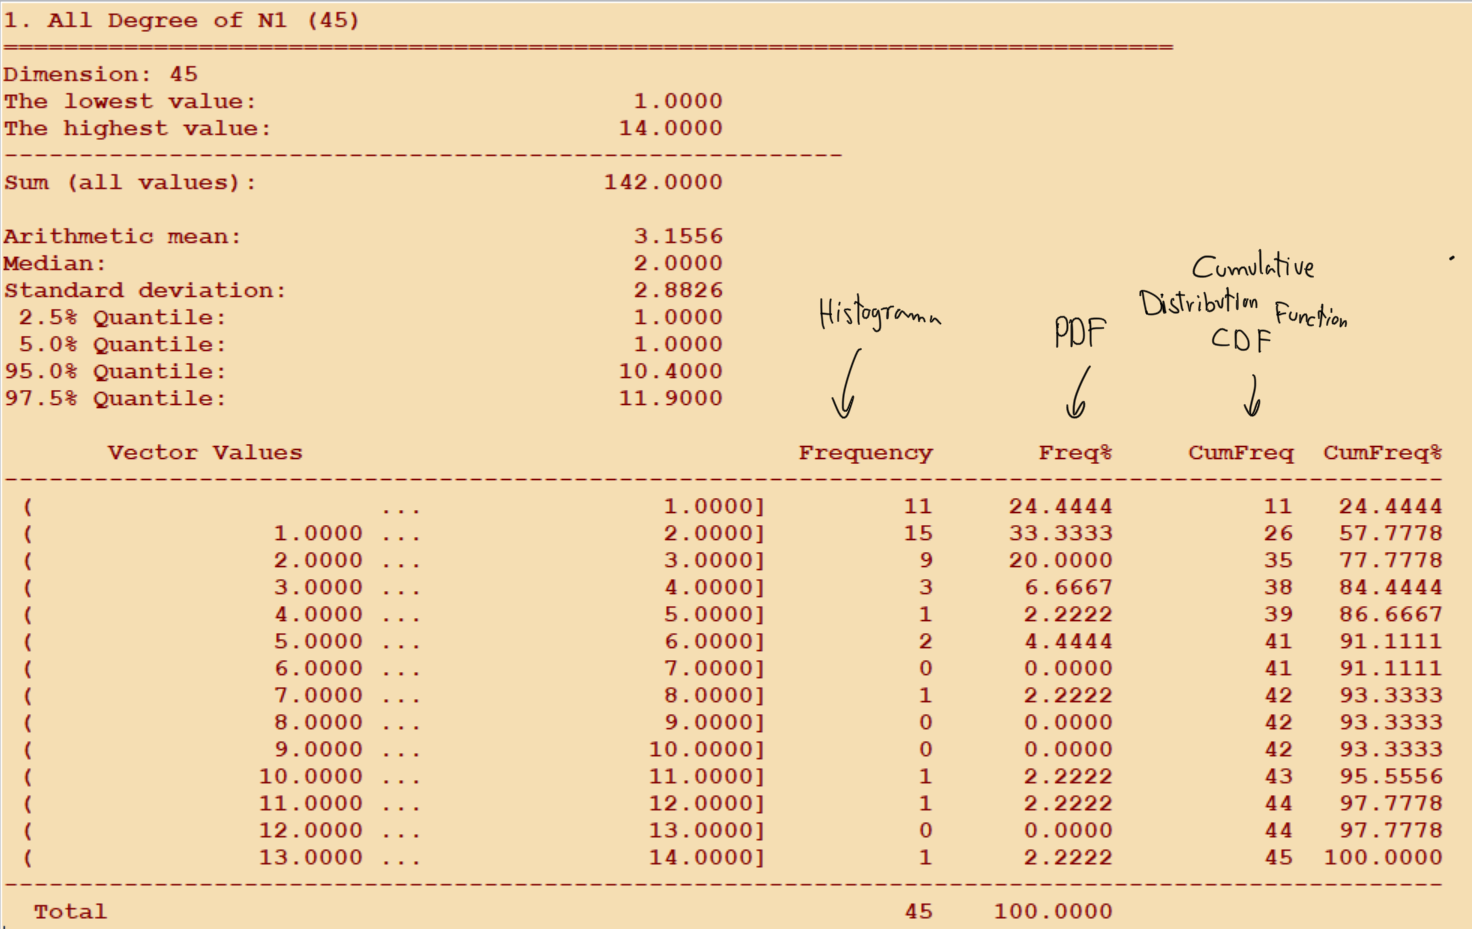 1. All Degree of N1 (45)
==============================================================================
Dimension: 45
The lowest value: 1.0000
The highest value: 14.0000
--------------------------------------------------------
Sum (all values): 142.0000
Arithmetic mean: 3.1556
Median: 2.0000
Standard deviation: 2.8826
2.5% Quantile: 1.0000
5.0% Quantile: 1.0000
95.0% Quantile: 10.4000
97.5% Quantile: 11.9000
Histograma
PDF
Cumulative
Distribution Function
CDF
Vector Values Frequency Freq% CumFreq CumFreq%
------------------------------------------------------------------------------------------------
( ... 1.0000] 11 24.4444 11 24.4444
( 1.0000 ... 2.0000] 15 33.3333 26 57.7778
( 2.0000 ... 3.0000] 9 20.0000 35 77.7778
( 3.0000 ... 4.0000] 3 6.6667 38 84.4444
( 4.0000 ... 5.0000] 1 2.2222 39 86.6667
( 5.0000 ... 6.0000] 2 4.4444 41 91.1111
( 6.0000 ... 7.0000] 0 0.0000 41 91.1111
( 7.0000 ... 8.0000] 1 2.2222 42 93.3333
( 8.0000 ... 9.0000] 0 0.0000 42 93.3333
( 9.0000 ... 10.0000] 0 0.0000 42 93.3333
( 10.0000 ... 11.0000] 1 2.2222 43 95.5556
( 11.0000 ... 12.0000] 1 2.2222 44 97.7778
( 12.0000 ... 13.0000] 0 0.0000 44 97.7778
( 13.0000 ... 14.0000] 1 2.2222 45 100.0000
------------------------------------------------------------------------------------------------
Total 45 100.0000